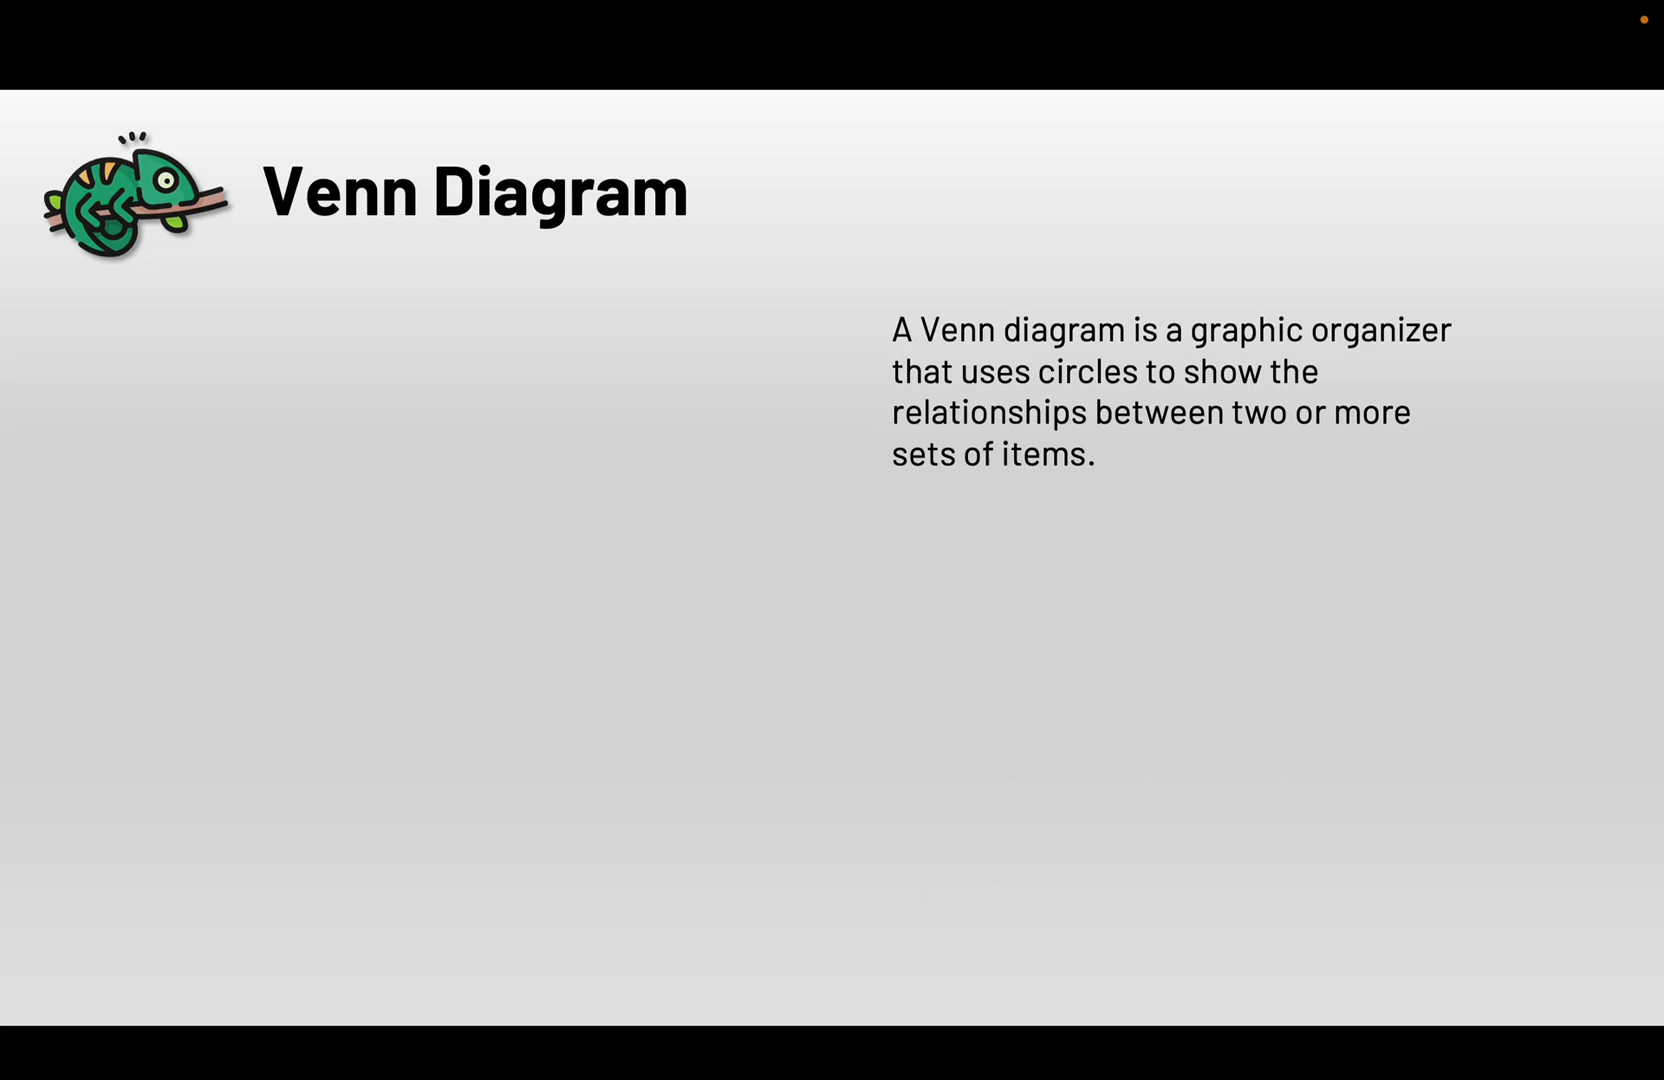 Venn Diagram
A Venn diagram is a graphic organizer
that uses circles to show the
relationships between two or more
sets of items.